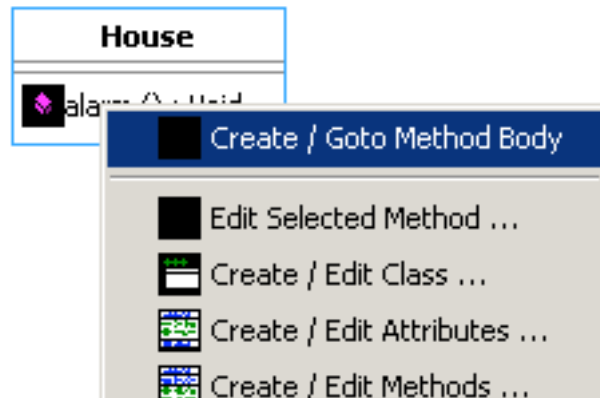 House
Create / Goto Method Body
Edit Selected Method ...
Create / Edit Class ...
Create / Edit Attributes ...
Create / Edit Methods ...